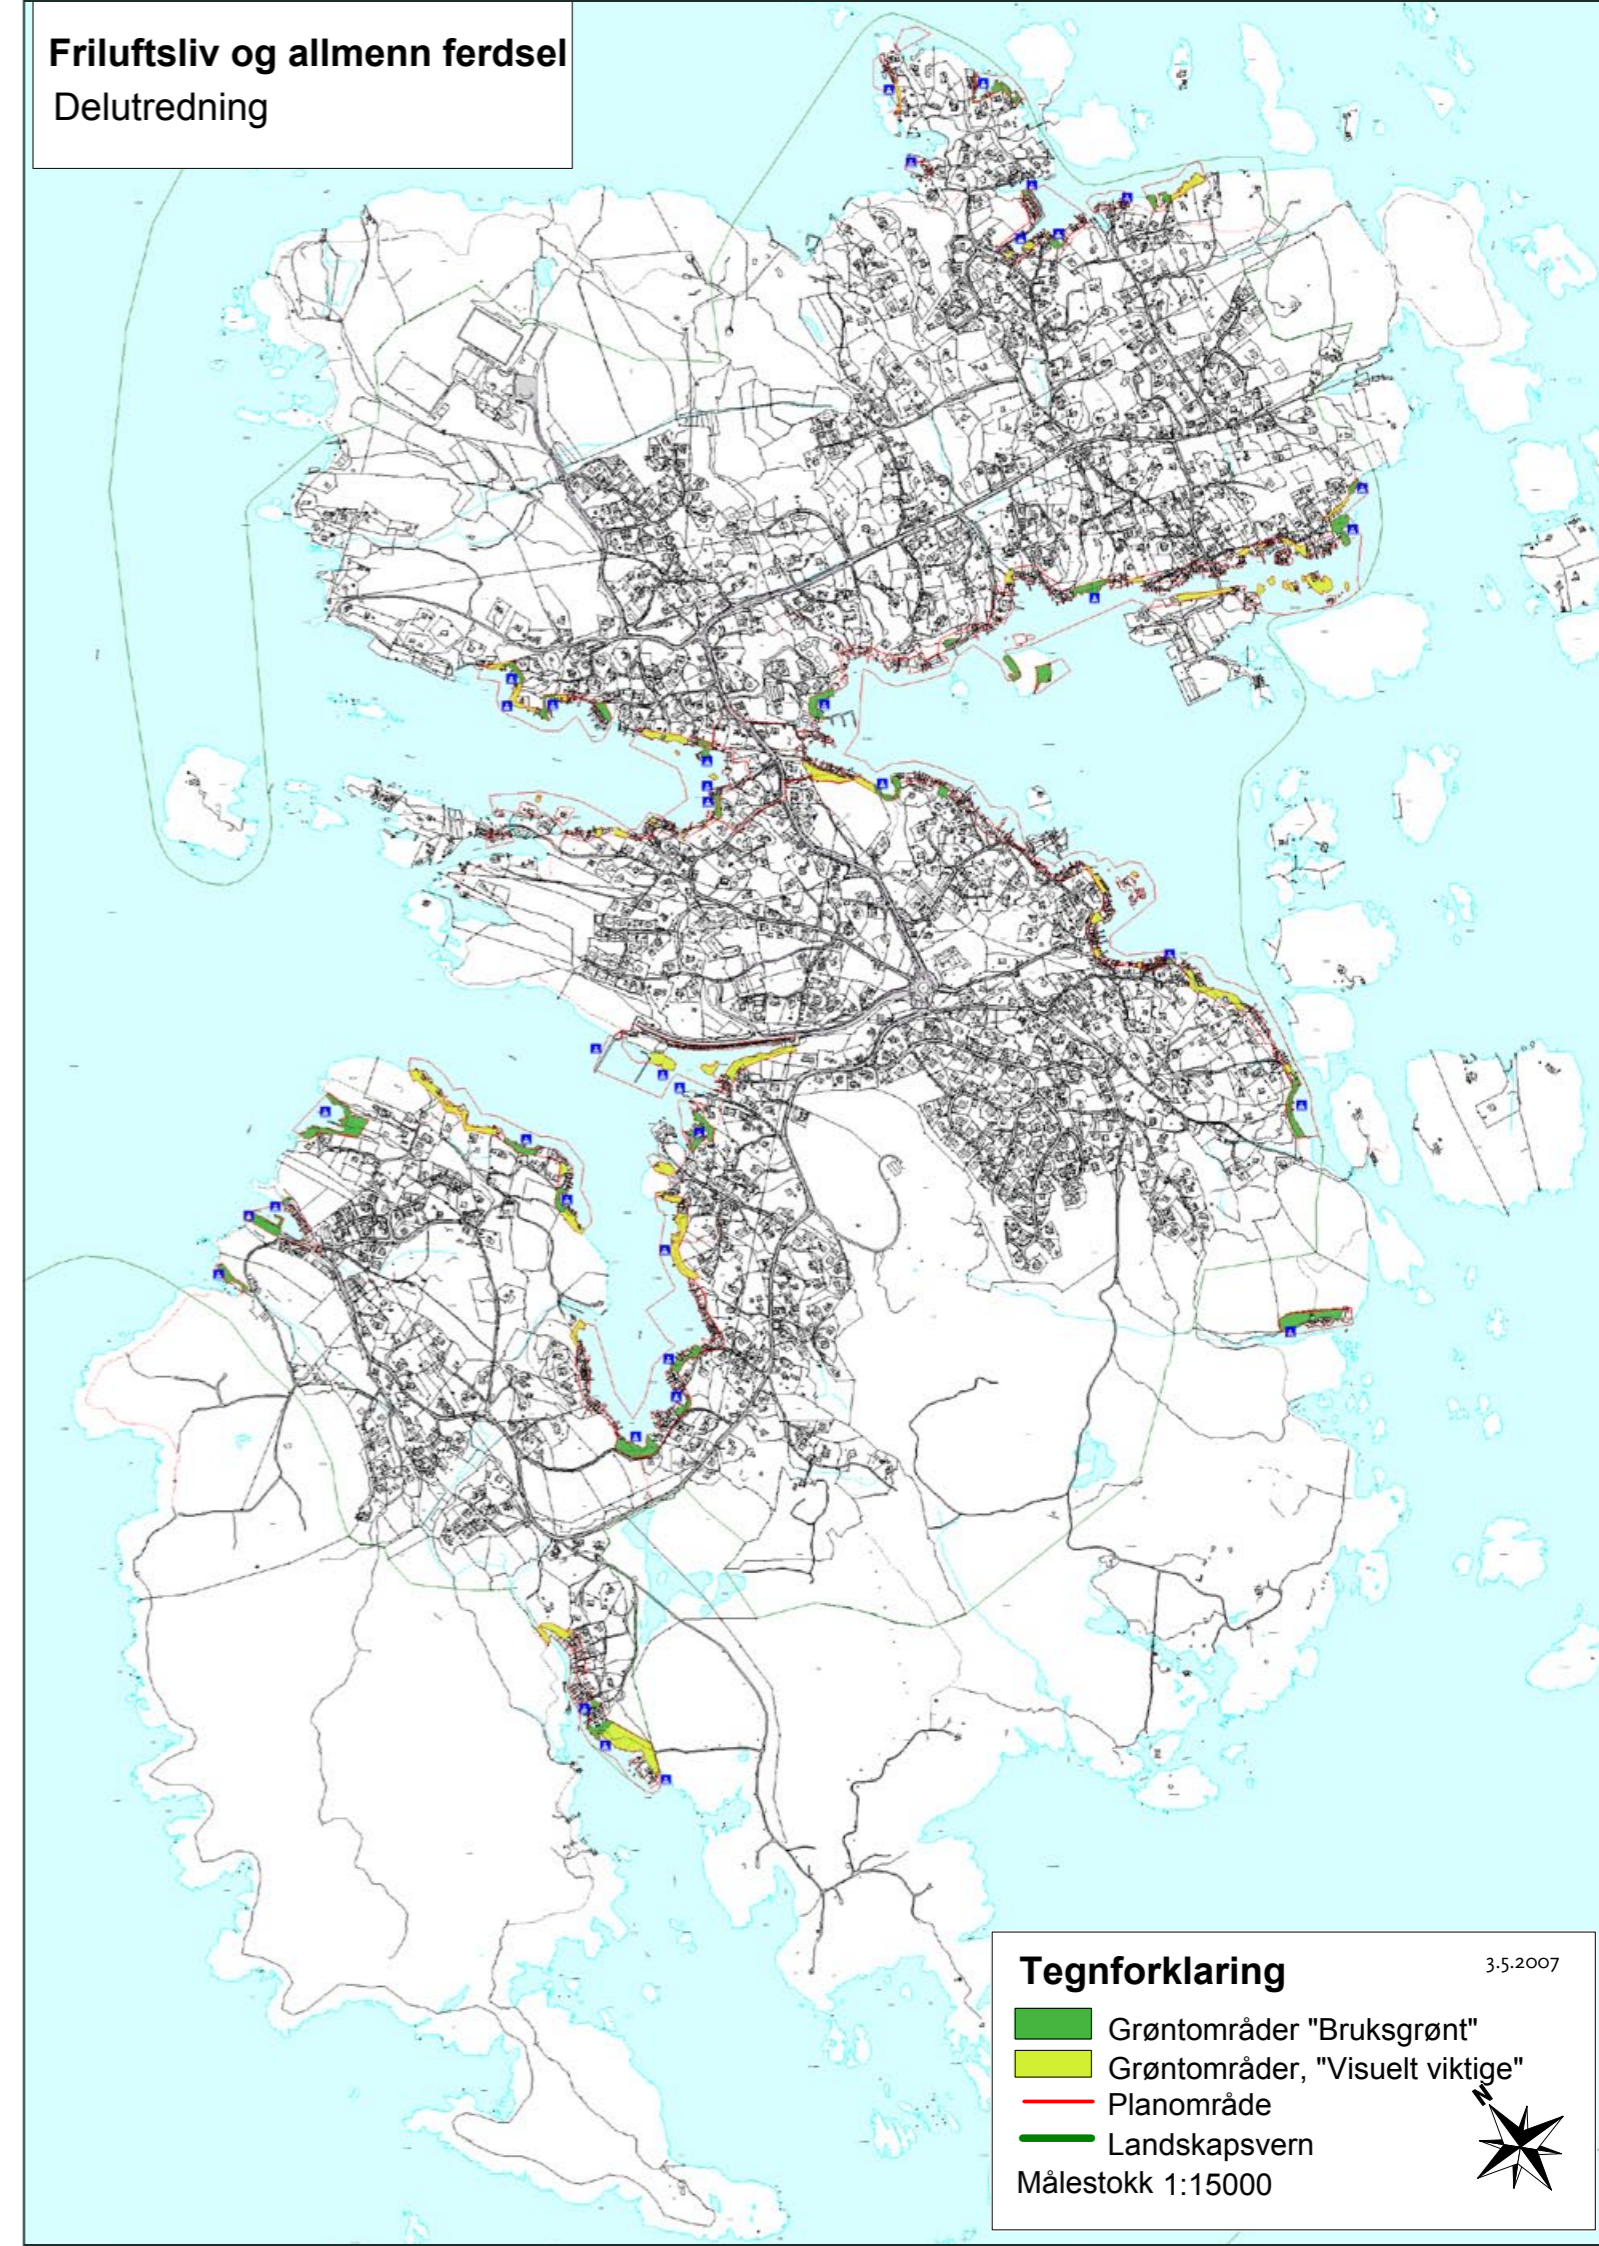 Friluftsliv og allmenn ferdsel
Delutredning
Tegnforklaring
3.5.2007
Grøntområder "Bruksgrønt"
Grøntområder, "Visuelt viktige"
Planområde
Landskapsvern
N
Målestokk 1:15000